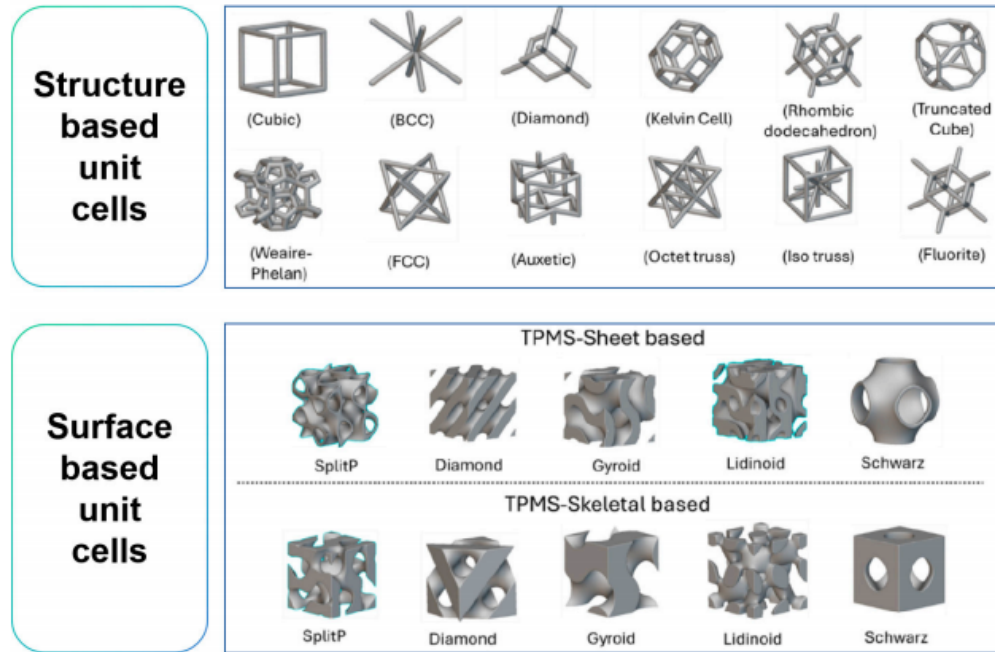 Structure
based
unit
cells
(Cubic)
(BCC)
(Diamond)
(Kelvin Cell)
(Rhombic
dodecahedron)
(Truncated
Cube)
(Weaire-
Phelan)
(FCC)
(Auxetic)
(Octet truss)
(Iso truss)
(Fluorite)
Surface
based
unit
cells
TPMS-Sheet based
SplitP
Diamond
Gyroid
Lidinoid
Schwarz
TPMS-Skeletal based
SplitP
Diamond
Gyroid
Lidinoid
Schwarz